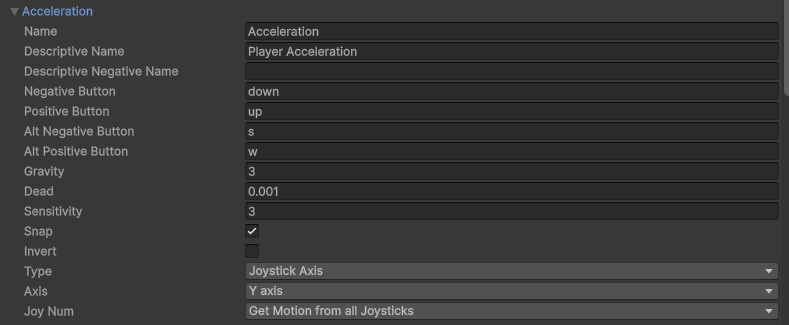 Acceleration
Name Acceleration
Descriptive Name Player Acceleration
Descriptive Negative Name
Negative Button down
Positive Button up
Alt Negative Button s
Alt Positive Button w
Gravity 3
Dead 0.001
Sensitivity 3
Snap
Invert
Type Joystick Axis
Axis Y axis
Joy Num Get Motion from all Joysticks